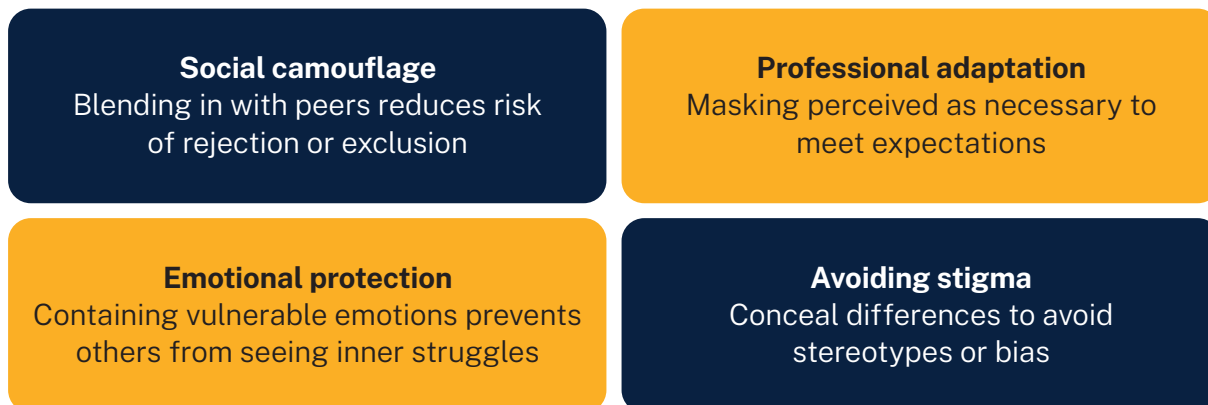 Social camouflage
Blending in with peers reduces risk
of rejection or exclusion
Professional adaptation
Masking perceived as necessary to
meet expectations
Emotional protection
Containing vulnerable emotions prevents
others from seeing inner struggles
Avoiding stigma
Conceal differences to avoid
stereotypes or bias